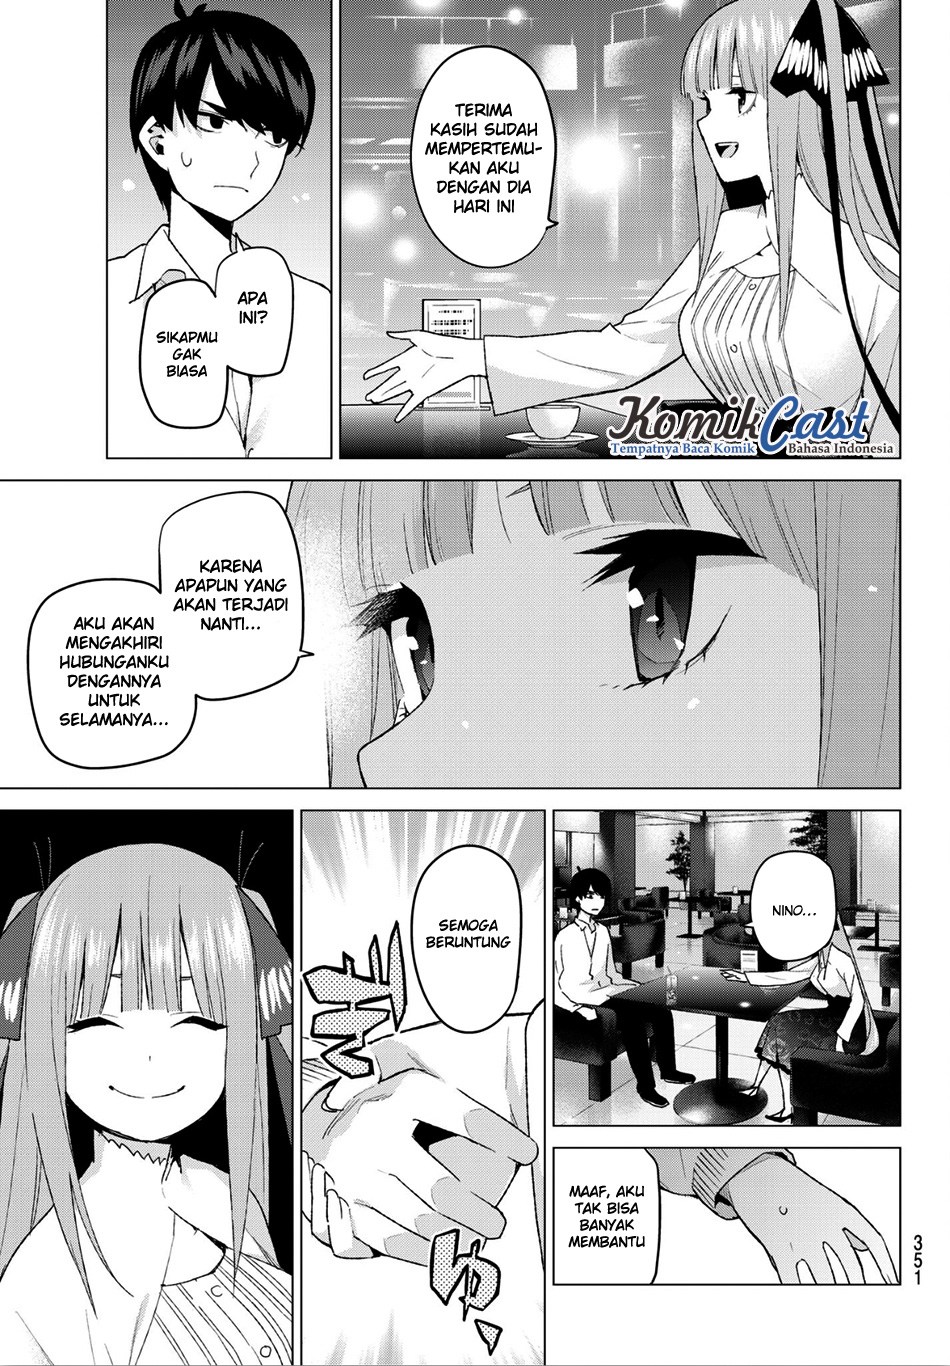 TERIMA
KASIH SUDAH
MEMPERTEMU-
KAN AKU
DENGAN DIA
HARI INI
APA
INI?
SIKAPMU
GAK
BIASA
KomikCast
Tempatnya Baca Komik Bahasa Indonesia
KARENA
APAPUN YANG
AKAN TERJADI
NANTI...
AKU AKAN
MENGAKHIRI
HUBUNGANKU
DENGANNYA
UNTUK
SELAMANYA...
NINO...
MAAF, AKU
TAK BISA
BANYAK
MEMBANTU
SEMOGA
BERUNTUNG
ギュ
351